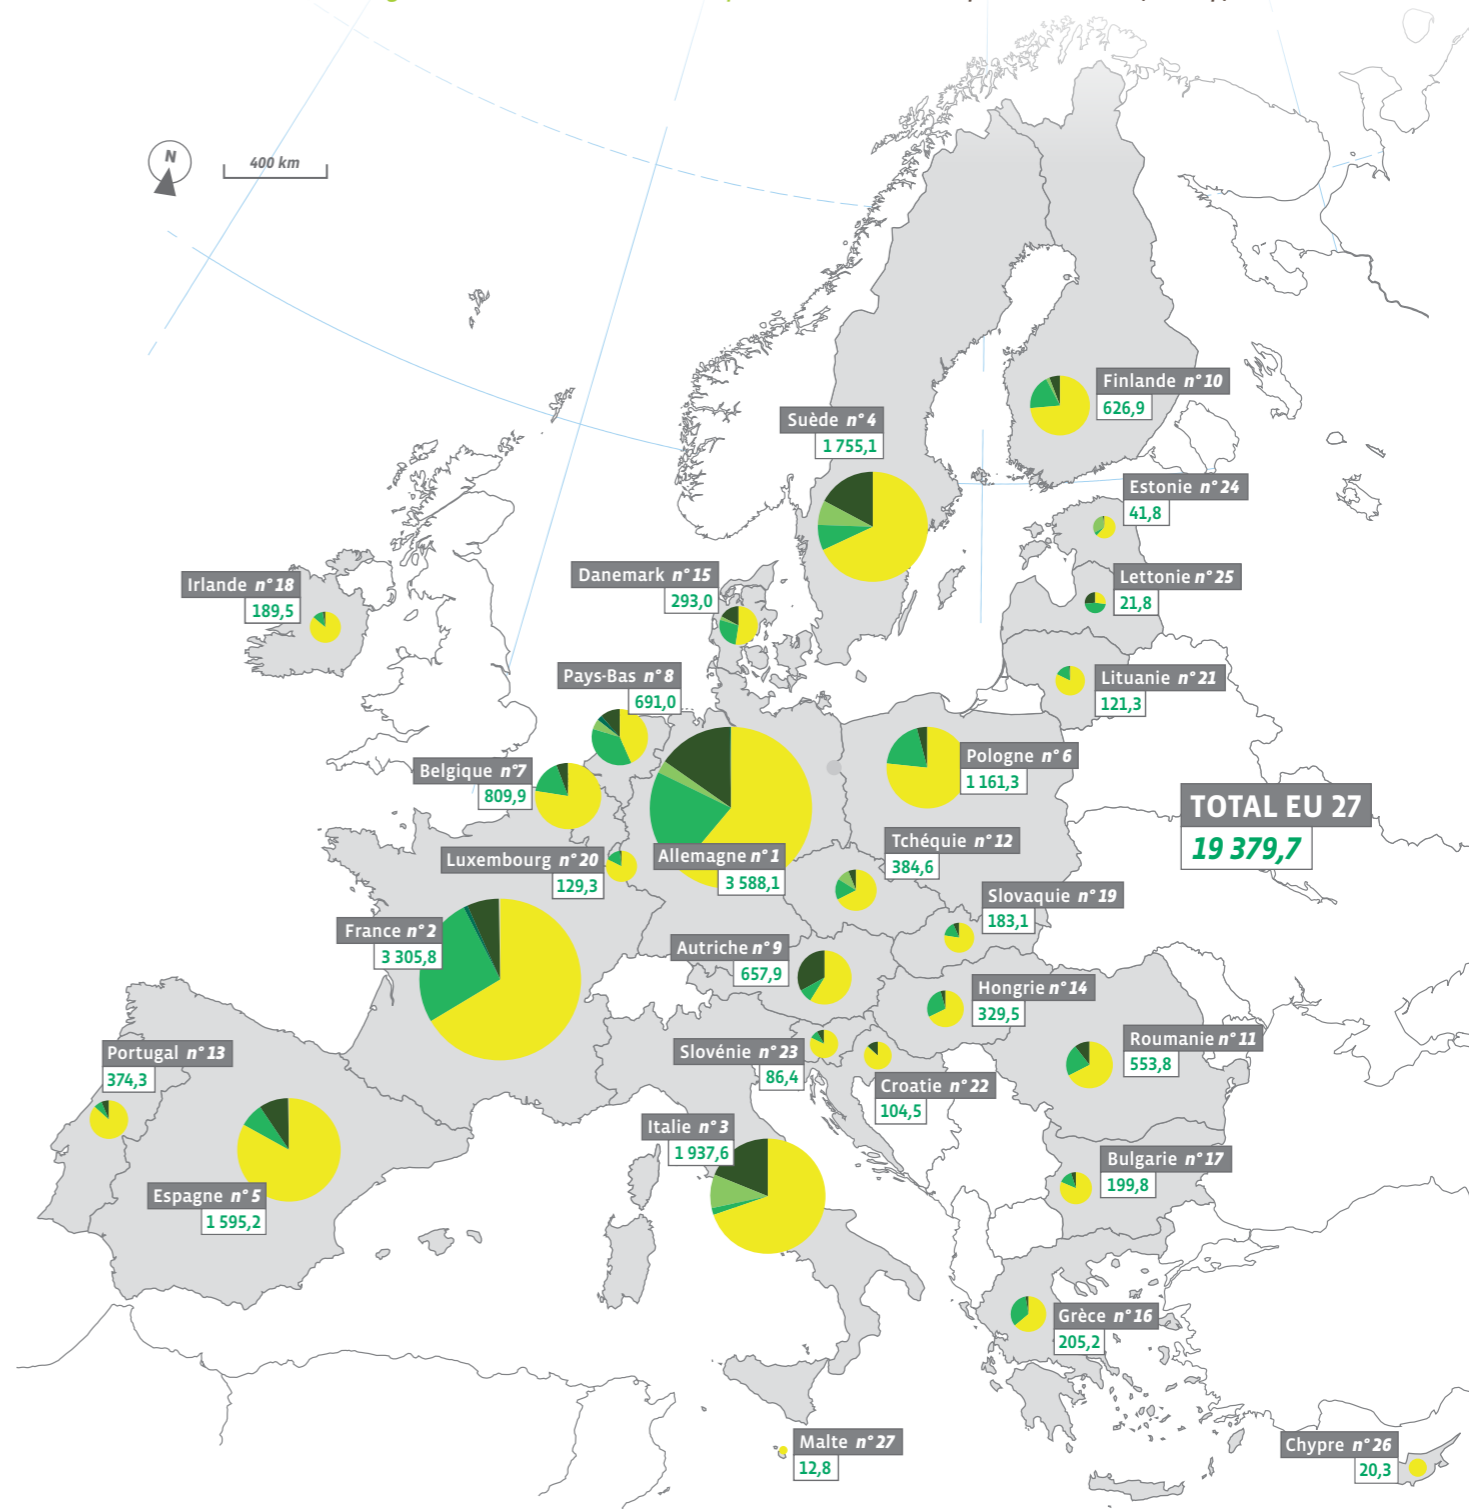 N
400 km
Finlande n° 10
626,9
Suède n° 4
1 755,1
Estonie n° 24
41,8
Danemark n° 15
293,0
Lettonie n° 25
21,8
Irlande n° 18
189,5
Pays-Bas n° 8
691,0
Lituanie n° 21
121,3
Belgique n°7
809,9
Pologne n° 6
1 161,3
TOTAL EU 27
19 379,7
Luxembourg n° 20
129,3
Allemagne n° 1
3 588,1
Tchéquie n° 12
384,6
Slovaquie n° 19
183,1
France n° 2
3 305,8
Autriche n° 9
657,9
Hongrie n° 14
329,5
Portugal n° 13
374,3
Slovénie n° 23
86,4
Roumanie n° 11
553,8
Croatie n° 22
104,5
Italie n° 3
1 937,6
Bulgarie n° 17
199,8
Espagne n° 5
1 595,2
Grèce n° 16
205,2
Malte n° 27
12,8
Chypre n° 26
20,3